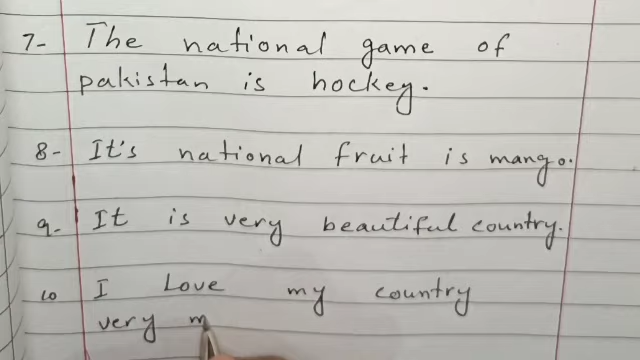 7- The national game of
pakistan is hockey.
8- It's national fruit is mango.
9- It is very beautiful country.
10 I Love my country
very m